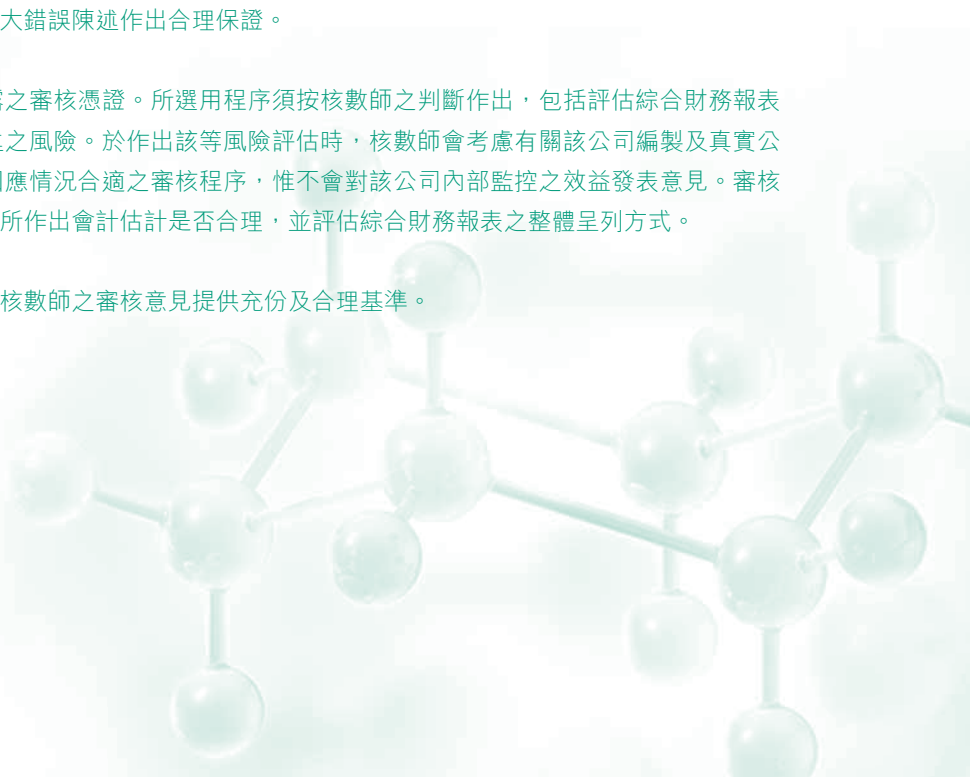 大錯誤陳述作出合理保證。
之審核憑證。所選用程序須按核數師之判斷作出，包括評估綜合財務報表
之風險。於作出該等風險評估時，核數師會考慮有關該公司編製及真實公
應情況合適之審核程序，惟不會對該公司內部監控之效益發表意見。審核
所作出會計估計是否合理，並評估綜合財務報表之整體呈列方式。
核數師之審核意見提供充份及合理基準。